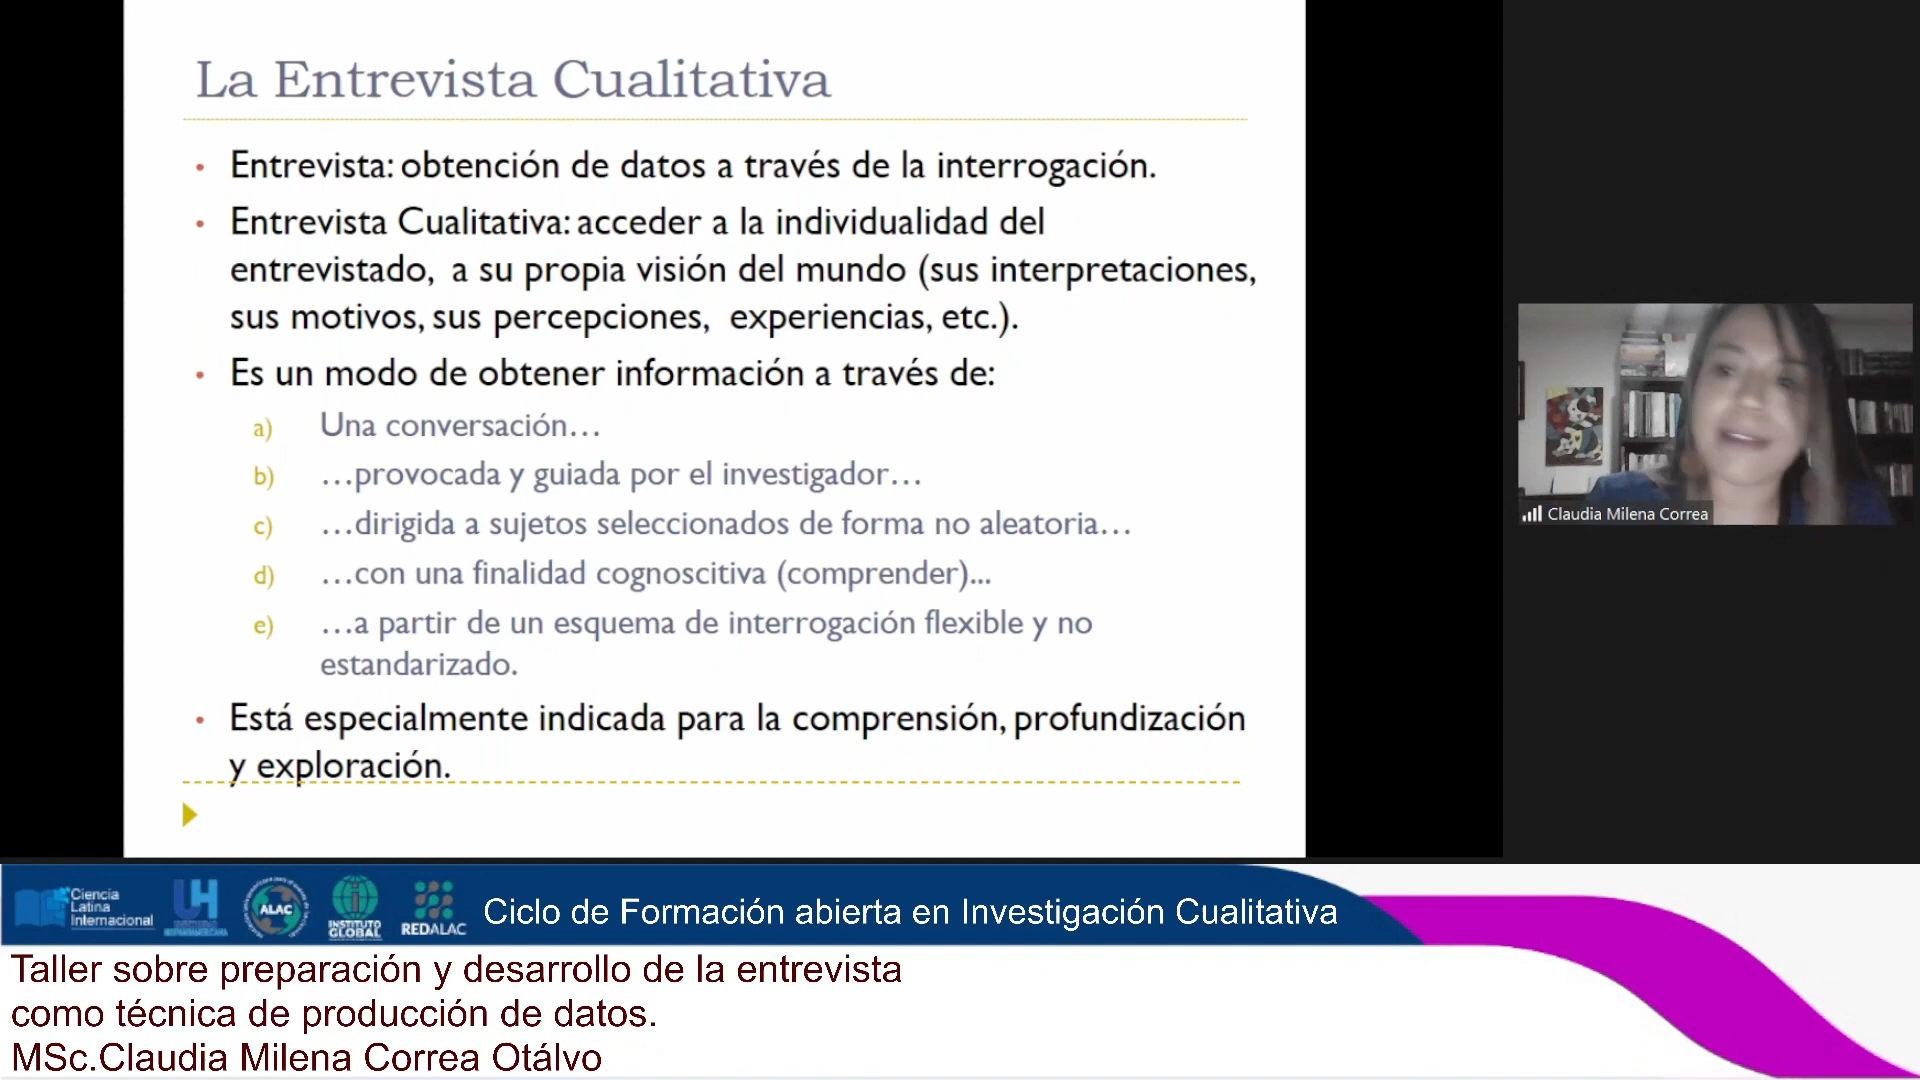 La Entrevista Cualitativa
• Entrevista: obtención de datos a través de la interrogación.
• Entrevista Cualitativa: acceder a la individualidad del
entrevistado, a su propia visión del mundo (sus interpretaciones,
sus motivos, sus percepciones, experiencias, etc.).
• Es un modo de obtener información a través de:
a) Una conversación…
b) …provocada y guiada por el investigador…
c) …dirigida a sujetos seleccionados de forma no aleatoria…
d) …con una finalidad cognoscitiva (comprender)...
e) …a partir de un esquema de interrogación flexible y no
estandarizado.
• Está especialmente indicada para la comprensión, profundización
y exploración.
Claudia Milena Correa
Ciencia
Latina
Internacional
UH
ALAC
INSTITUTO
GLOBAL
REDALAC
Ciclo de Formación abierta en Investigación Cualitativa
Taller sobre preparación y desarrollo de la entrevista
como técnica de producción de datos.
MSc.Claudia Milena Correa Otálvo